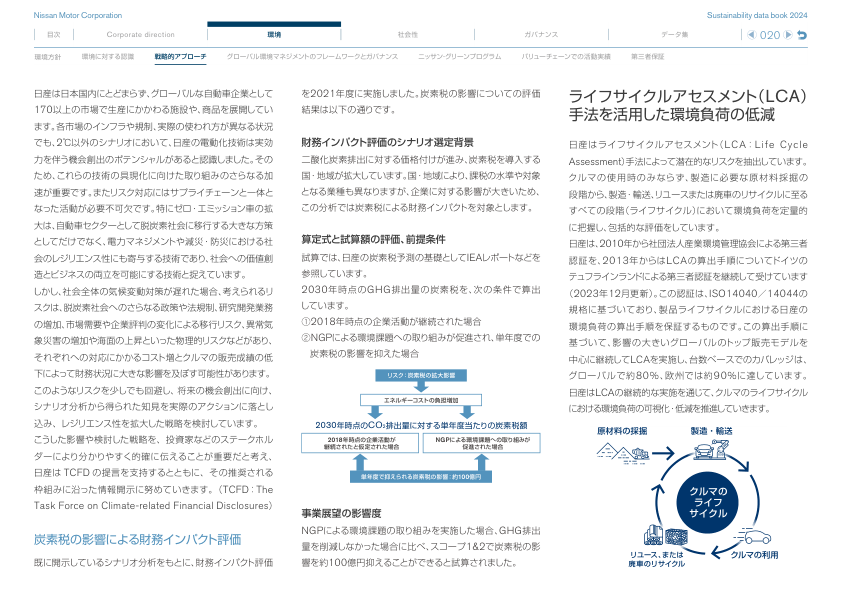 Nissan Motor Corporation
Sustainability data book 2024
目次
Corporate direction
環境
社会性
ガバナンス
データ集
020
環境方針
環境に対する認識
戦略的アプローチ
グローバル環境マネジメントのフレームワークとガバナンス
ニッサン・グリーンプログラム
バリューチェーンでの活動実績
第三者保証
日産は日本国内にとどまらず、グローバルな自動車企業として
170以上の市場で生産にかかわる施設や、商品を展開してい
ます。各市場のインフラや規制、実際の使われ方が異なる状況
でも、2℃以外のシナリオにおいて、日産の電動化技術は実効
力を伴う機会創出のポテンシャルがあると認識しました。その
ため、これらの技術の具現化に向けた取り組みのさらなる加
速が重要です。またリスク対応にはサプライチェーンと一体と
なった活動が必要不可欠です。特にゼロ・エミッション車の拡
大は、自動車セクターとして脱炭素社会に移行する大きな方策
としてだけでなく、電力マネジメントや減災・防災における社
会のレジリエンス性にも寄与する技術であり、社会への価値創
造とビジネスの両立を可能にする技術と捉えています。
しかし、社会全体の気候変動対策が遅れた場合、考えられるリ
スクは、脱炭素社会へのさらなる政策や法規制、研究開発業務
の増加、市場需要や企業評判の変化による移行リスク、異常気
象災害の増加や海面の上昇といった物理的リスクなどがあり、
それぞれへの対応にかかるコスト増とクルマの販売成績の低
下によって財務状況に大きな影響を及ぼす可能性があります。
このようなリスクを少しでも回避し、将来の機会創出に向け、
シナリオ分析から得られた知見を実際のアクションに落とし
込み、レジリエンス性を拡大した戦略を検討しています。
こうした影響や検討した戦略を、投資家などのステークホル
ダーにより分かりやすく的確に伝えることが重要だと考え、
日産は TCFD の提言を支持するとともに、その推奨される
枠組みに沿った情報開示に努めていきます。（TCFD：The
Task Force on Climate-related Financial Disclosures）
炭素税の影響による財務インパクト評価
既に開示しているシナリオ分析をもとに、財務インパクト評価
を2021年度に実施しました。炭素税の影響についての評価
結果は以下の通りです。
財務インパクト評価のシナリオ選定背景
二酸化炭素排出に対する価格付けが進み、炭素税を導入する
国・地域が拡大しています。国・地域により、課税の水準や対象
となる業種も異なりますが、企業に対する影響が大きいため、
この分析では炭素税による財務インパクトを対象とします。
算定式と試算額の評価、前提条件
試算では、日産の炭素税予測の基礎としてIEAレポートなどを
参照しています。
2030年時点のGHG排出量の炭素税を、次の条件で算出
しています。
①2018年時点の企業活動が継続された場合
②NGPによる環境課題への取り組みが促進され、単年度での
炭素税の影響を抑えた場合
リスク：炭素税の拡大影響
エネルギーコストの負担増加
2030年時点のCO₂排出量に対する単年度当たりの炭素税額
2018年時点の企業活動が
継続されたと仮定された場合
NGPによる環境課題への取り組みが
促進された場合
単年度で抑えられる炭素税の影響：約100億円
事業展望の影響度
NGPによる環境課題の取り組みを実施した場合、GHG排出
量を削減しなかった場合に比べ、スコープ1&2で炭素税の影
響を約100億円抑えることができると試算されました。
ライフサイクルアセスメント（LCA）
手法を活用した環境負荷の低減
日産はライフサイクルアセスメント（LCA：Life Cycle
Assessment）手法によって潜在的なリスクを抽出しています。
クルマの使用時のみならず、製造に必要な原材料採掘の
段階から、製造・輸送、リユースまたは廃車のリサイクルに至る
すべての段階（ライフサイクル）において環境負荷を定量的
に把握し、包括的な評価をしています。
日産は、2010年から社団法人産業環境管理協会による第三者
認証を、2013年からはLCAの算出手順についてドイツの
テュフラインランドによる第三者認証を継続して受けています
（2023年12月更新）。この認証は、ISO14040／14044の
規格に基づいており、製品ライフサイクルにおける日産の
環境負荷の算出手順を保証するものです。この算出手順に
基づいて、影響の大きいグローバルのトップ販売モデルを
中心に継続してLCAを実施し、台数ベースでのカバレッジは、
グローバルで約80％、欧州では約90％に達しています。
日産はLCAの継続的な実施を通じて、クルマのライフサイクル
における環境負荷の可視化・低減を推進していきます。
原材料の採掘
製造・輸送
クルマの
ライフ
サイクル
リユース、または
廃車のリサイクル
クルマの利用